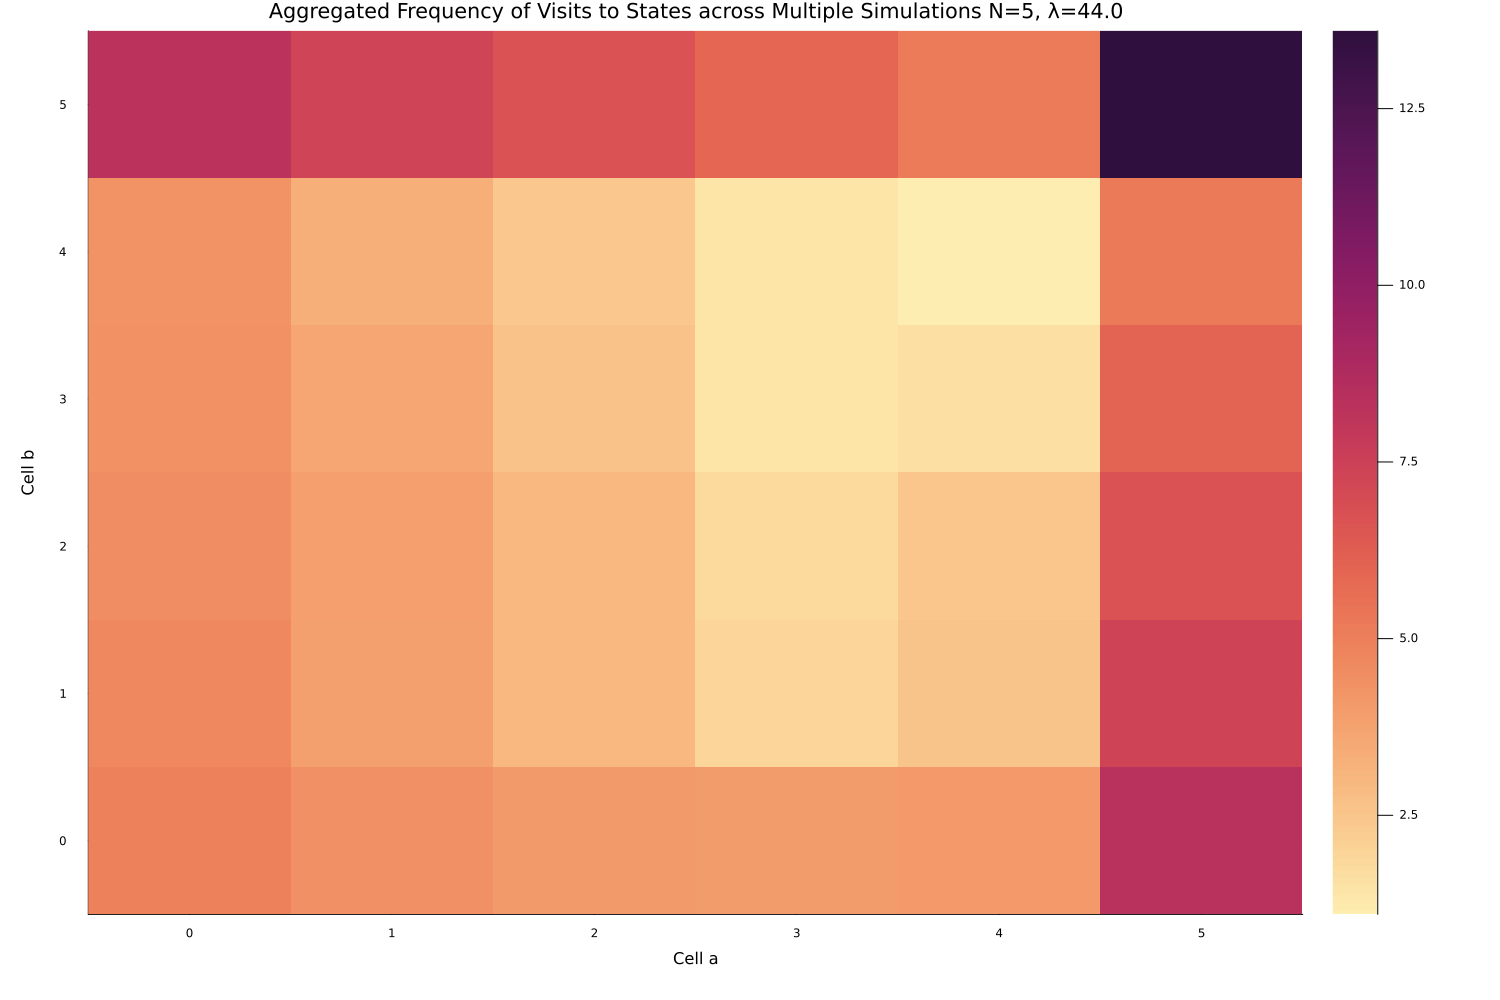 Aggregated Frequency of Visits to States across Multiple Simulations N=5, λ=44.0
5
4
3
2
1
0
Cell b
0 1 2 3 4 5
Cell a
12.5
10.0
7.5
5.0
2.5